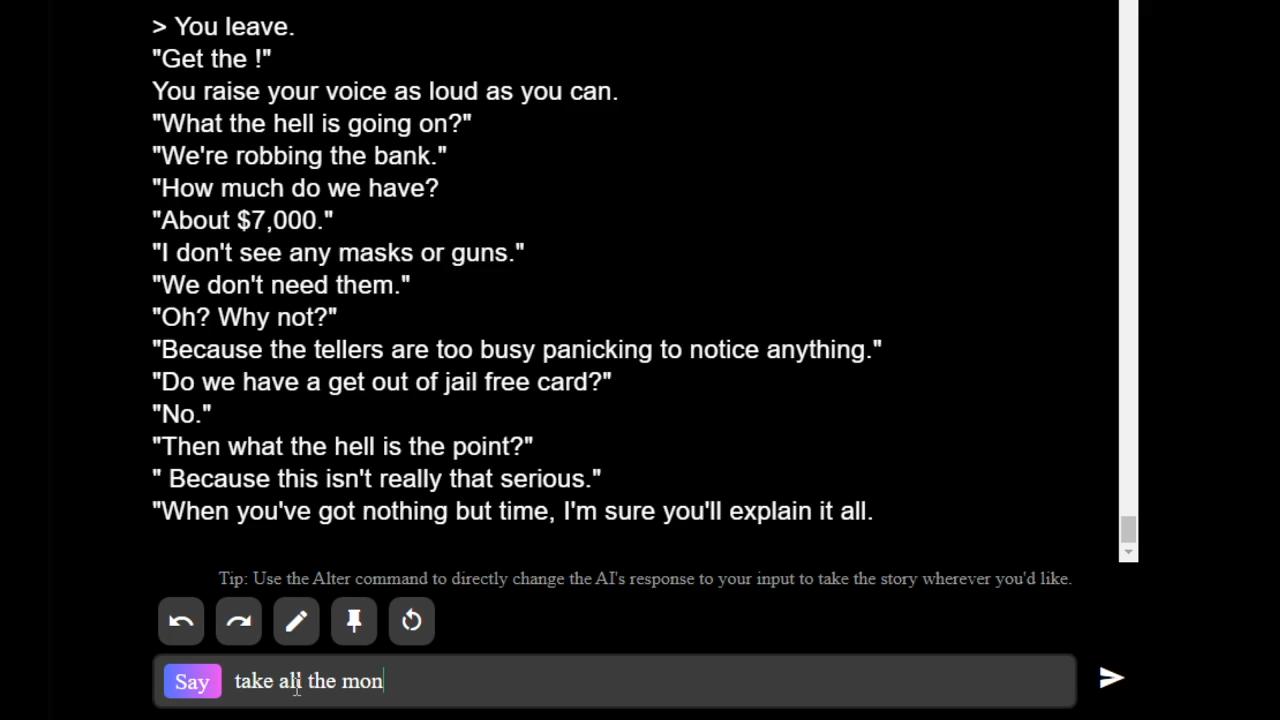 > You leave.
"Get the !"
You raise your voice as loud as you can.
"What the hell is going on?"
"We're robbing the bank."
"How much do we have?
"About $7,000."
"I don't see any masks or guns."
"We don't need them."
"Oh? Why not?"
"Because the tellers are too busy panicking to notice anything."
"Do we have a get out of jail free card?"
"No."
"Then what the hell is the point?"
" Because this isn't really that serious."
"When you've got nothing but time, I'm sure you'll explain it all.
Tip: Use the Alter command to directly change the AI's response to your input to take the story wherever you'd like.
Say take all the mon